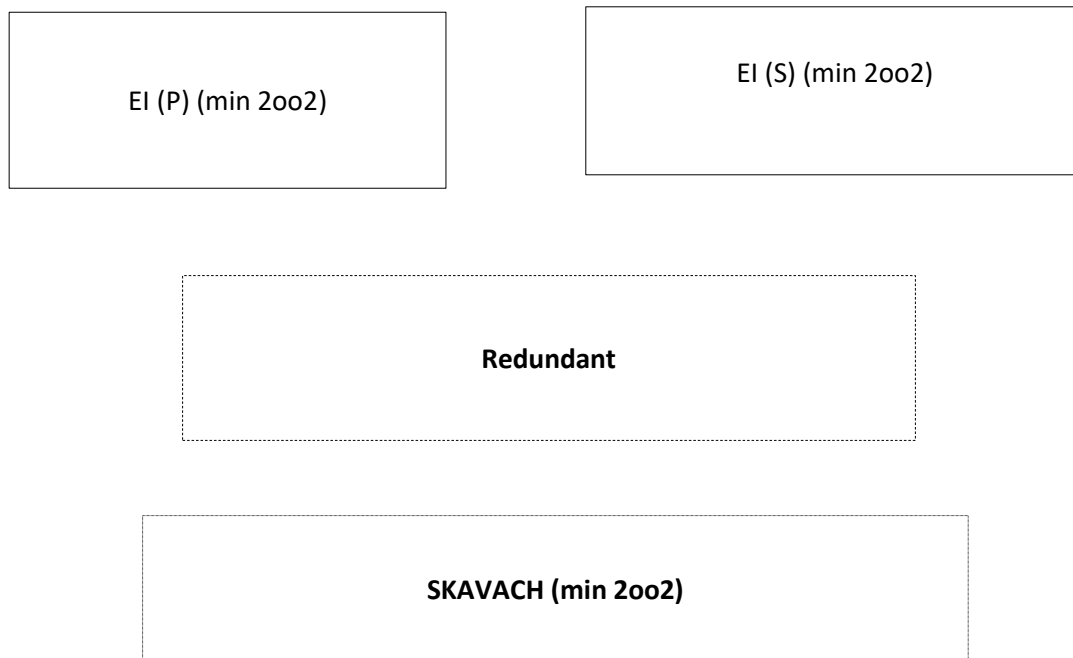 EI (P) (min 2oo2)
EI (S) (min 2oo2)
Redundant
SKAVACH (min 2oo2)